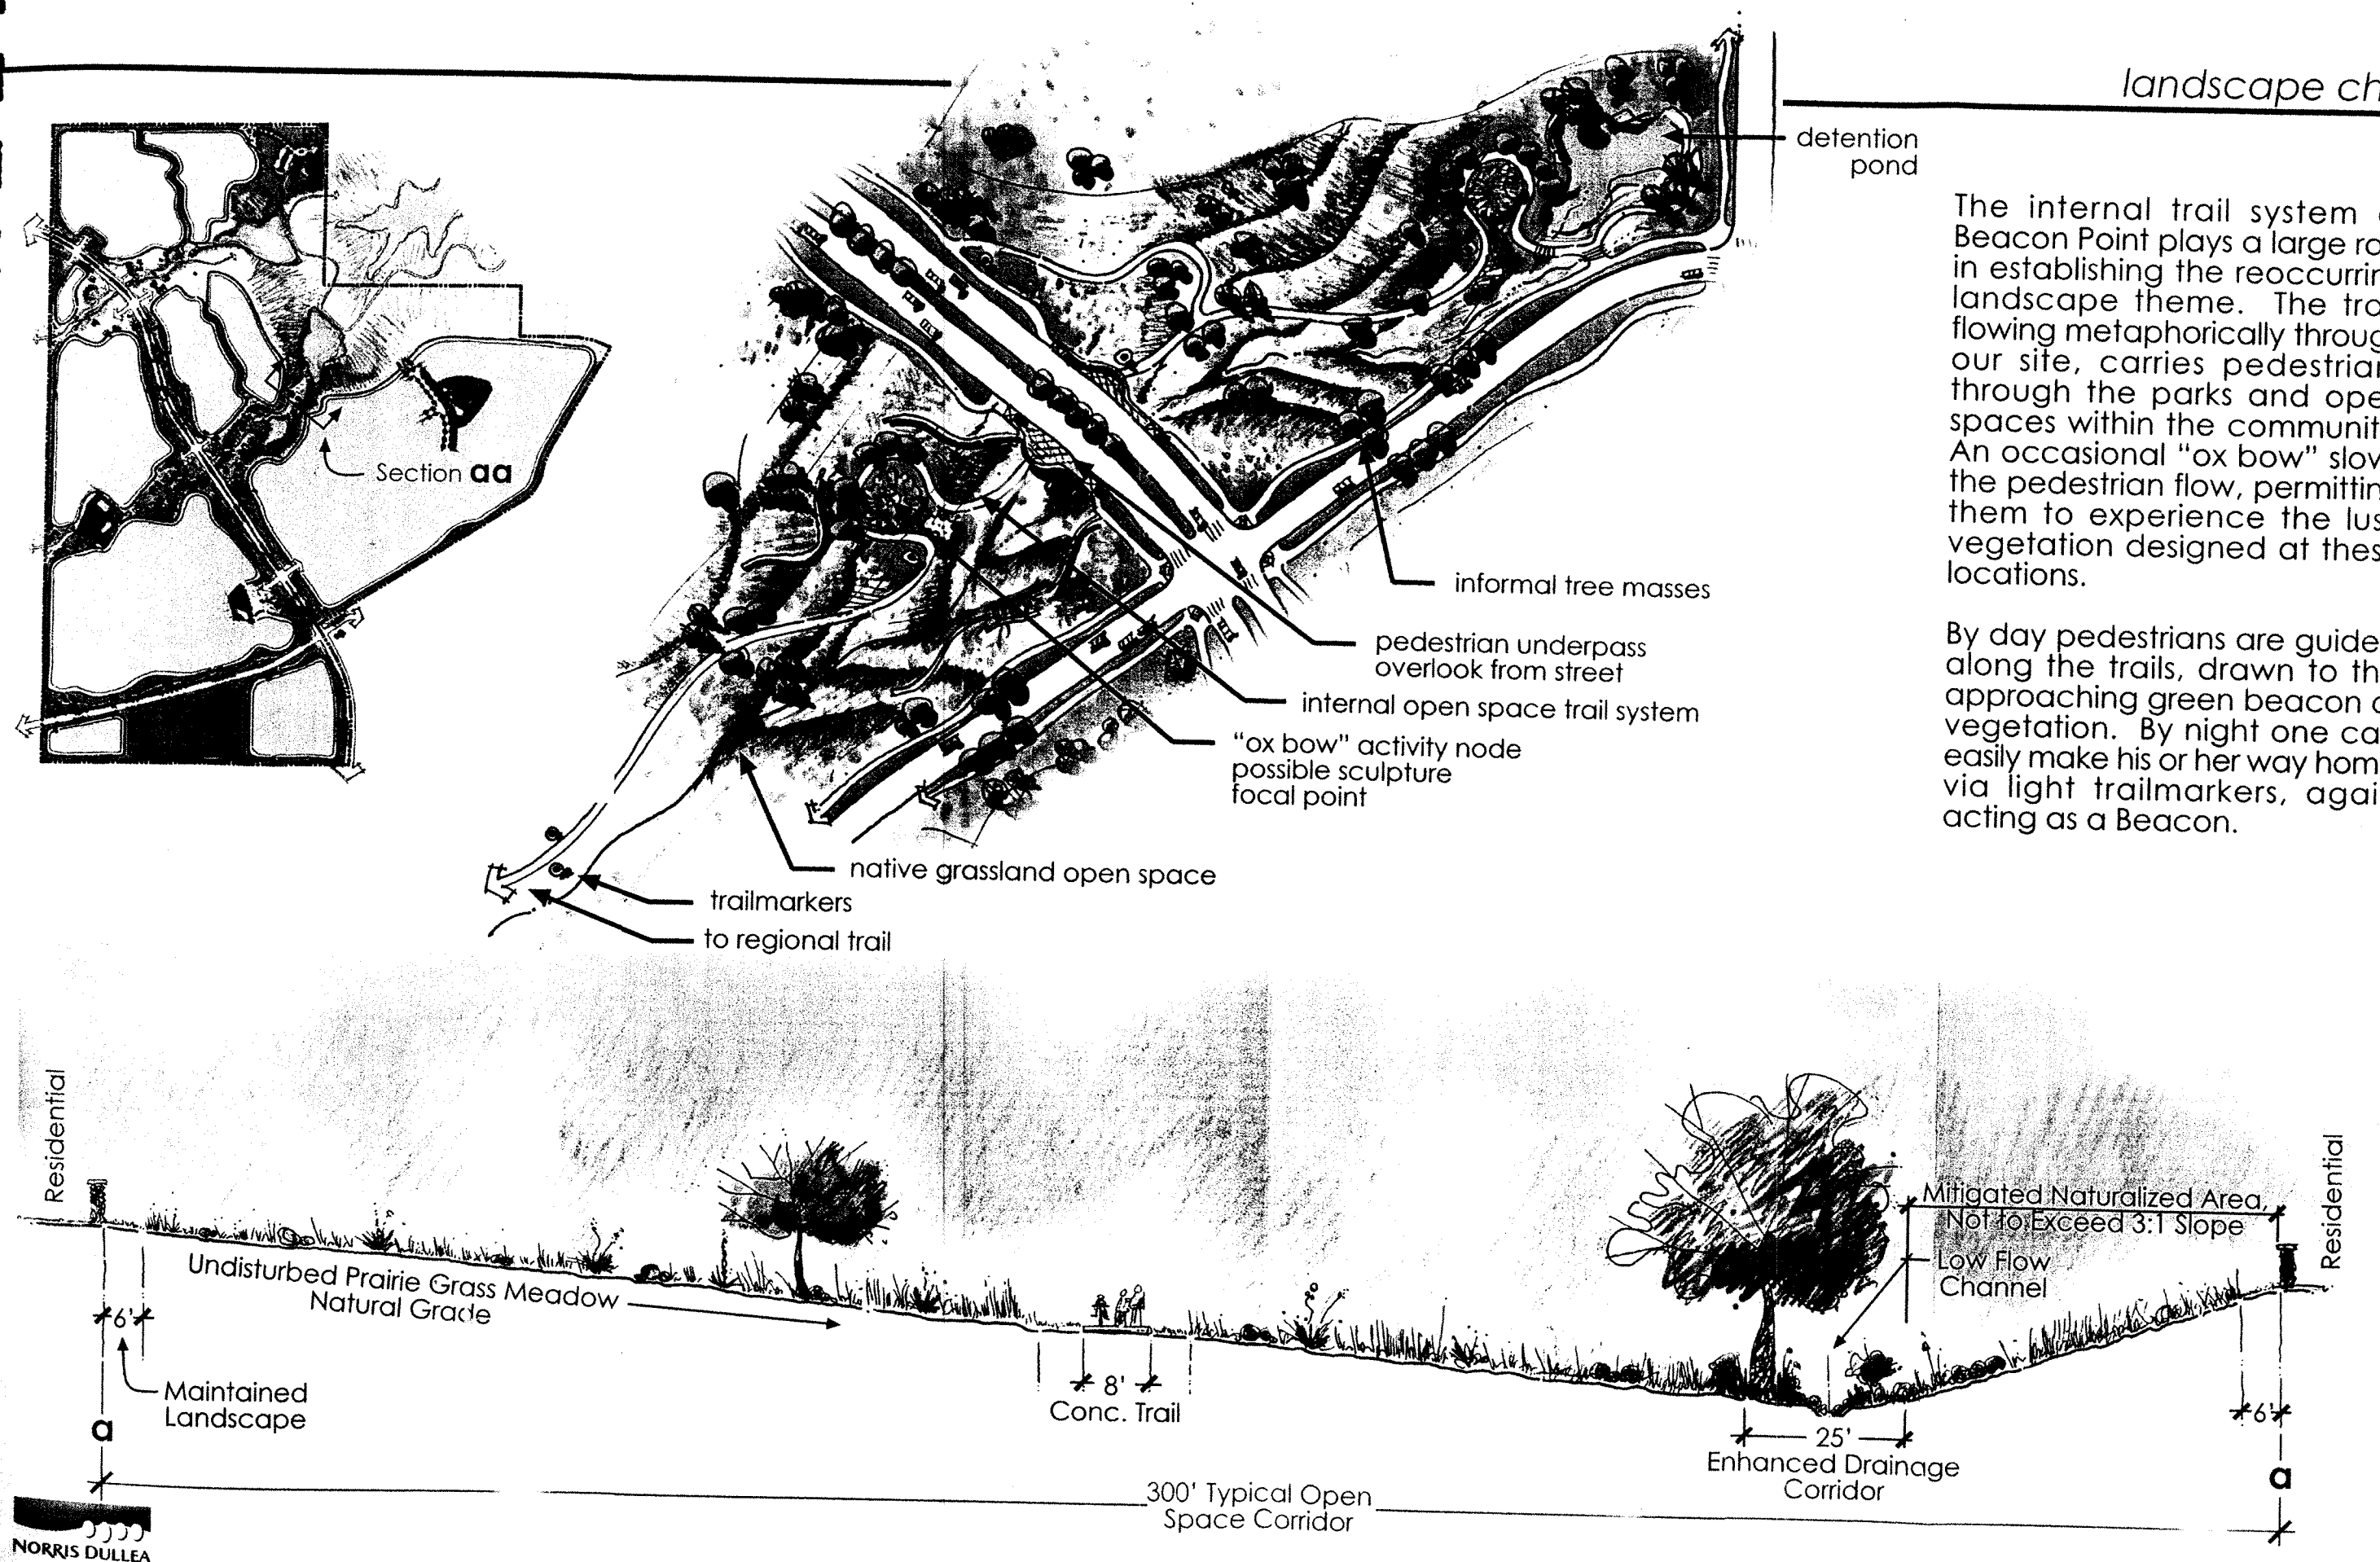 landscape ch
detention
pond
Section aa
The internal trail system
Beacon Point plays a large ro
in establishing the reoccurrin
landscape theme. The tra
flowing metaphorically throug
our site, carries pedestrian
through the parks and ope
spaces within the communit
An occasional “ox bow” slov
the pedestrian flow, permittin
them to experience the lus
vegetation designed at thes
locations.
By day pedestrians are guide
along the trails, drawn to th
approaching green beacon o
vegetation. By night one ca
easily make his or her way hom
via light trailmarkers, agai
acting as a Beacon.
informal tree masses
pedestrian underpass
overlook from street
internal open space trail system
“ox bow” activity node
possible sculpture
focal point
native grassland open space
trailmarkers
to regional trail
Residential
Residential
Mitigated Naturalized Area,
Not to Exceed 3:1 Slope
Low Flow
Channel
Undisturbed Prairie Grass Meadow
Natural Grade
6'
Maintained
Landscape
8'
Conc. Trail
25'
Enhanced Drainage
Corridor
6'
a
a
300' Typical Open
Space Corridor
NORRIS DULLEA